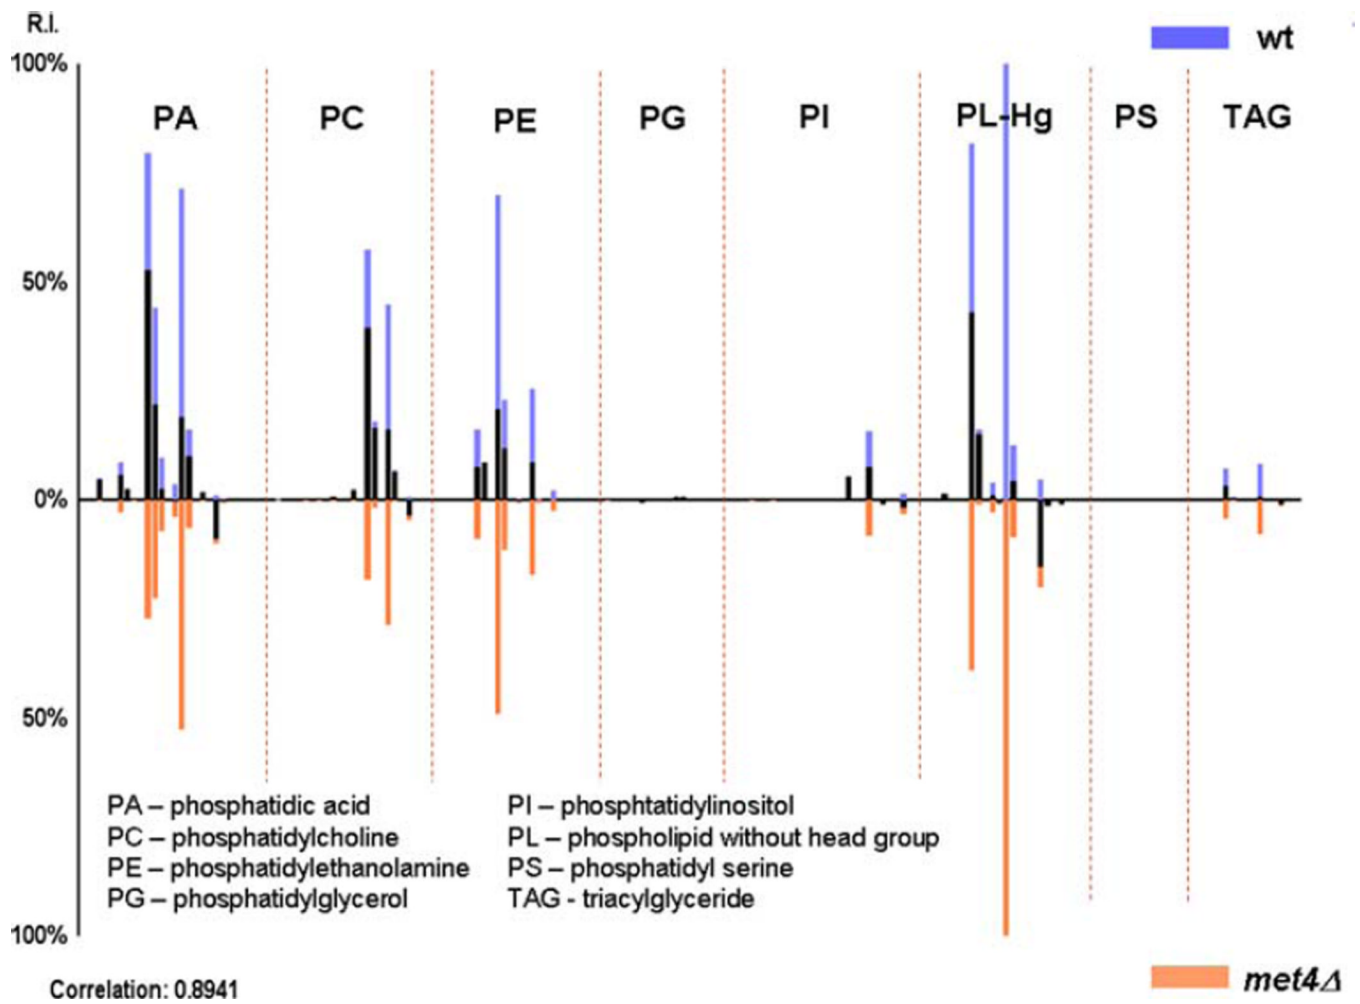 R.I.
wt
100%
PA PC PE PG PI PL-Hg PS TAG
50%
0%
50%
PA – phosphatidic acid
PC – phosphatidylcholine
PE – phosphatidylethanolamine
PG – phosphatidylglycerol
PI – phosphtatidylinositol
PL – phospholipid without head group
PS – phosphatidyl serine
TAG - triacylglyceride
100%
met4Δ
Correlation: 0.8941